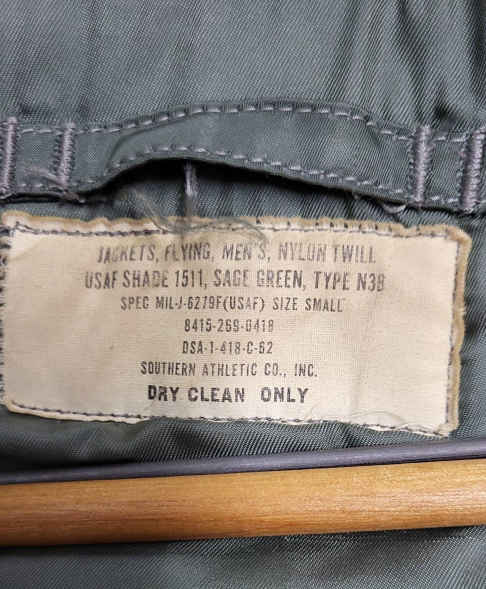 JACKETS, FLYING, MEN'S, NYLON TWILL
USAF SHADE 1511, SAGE GREEN, TYPE N3B
SPEC MIL-J-6279F(USAF) SIZE SMALL
8415-269-0418
DSA-1-418-C-62
SOUTHERN ATHLETIC CO., INC.
DRY CLEAN ONLY